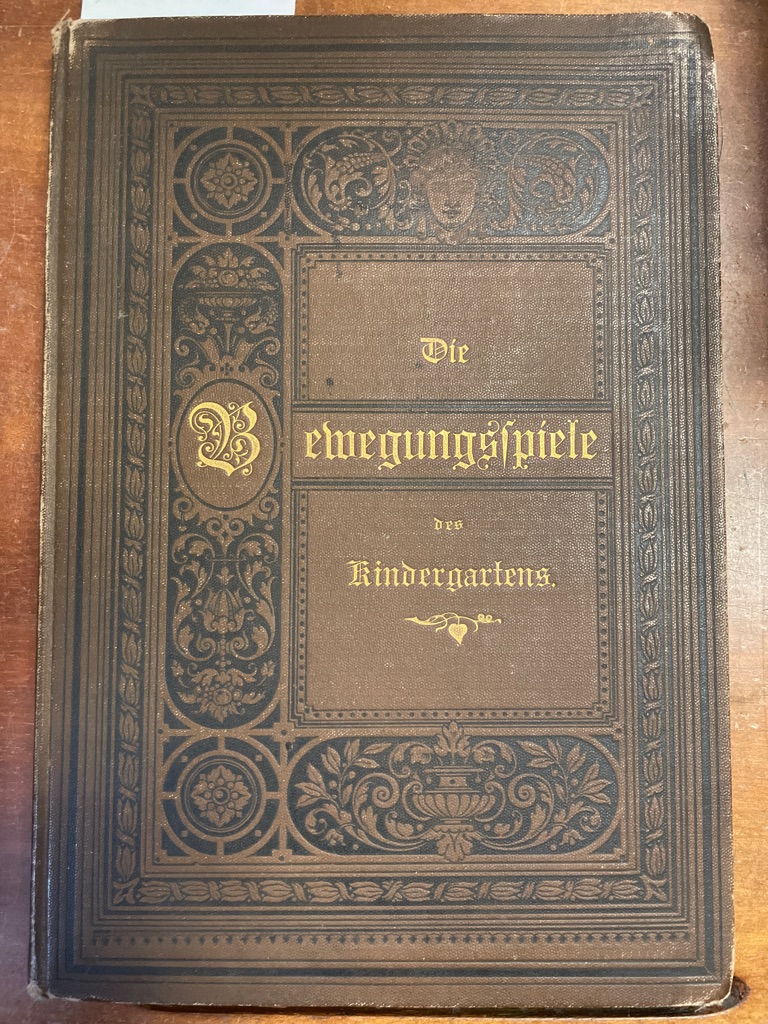 Die
Bewegungsſpiele
des
Kindergartens.